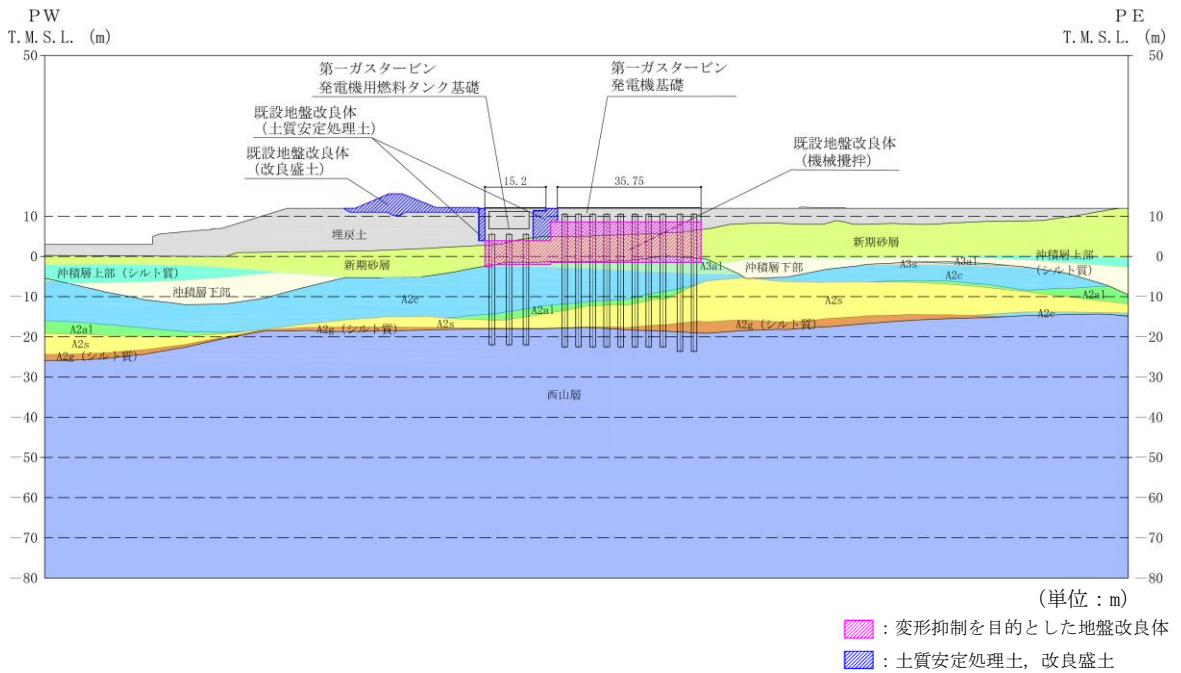 PW
T.M.S.L. (m)
PE
T.M.S.L. (m)
50
50
第一ガスタービン
発電機用燃料タンク基礎
第一ガスタービン
発電機基礎
既設地盤改良体
(土質安定処理土)
既設地盤改良体
(改良盛土)
既設地盤改良体
(機械攪拌)
15.2
35.75
10
10
埋戻土
新期砂層
新期砂層
0
0
沖積層上部(シルト質)
沖積層下部
A3a1
沖積層下部
A3s
A3a1
沖積層上部
(シルト質)
A2c
A2c
-10
-10
A2c
A2a1
A2s
A2a1
A2a1
A2s
A2g(シルト質)
A2s
A2g(シルト質)
A2g(シルト質)
A2c
-20
-20
-30
-30
西山層
-40
-40
-50
-50
-60
-60
-70
-70
-80
-80
(単位:m)
:変形抑制を目的とした地盤改良体
:土質安定処理土,改良盛土